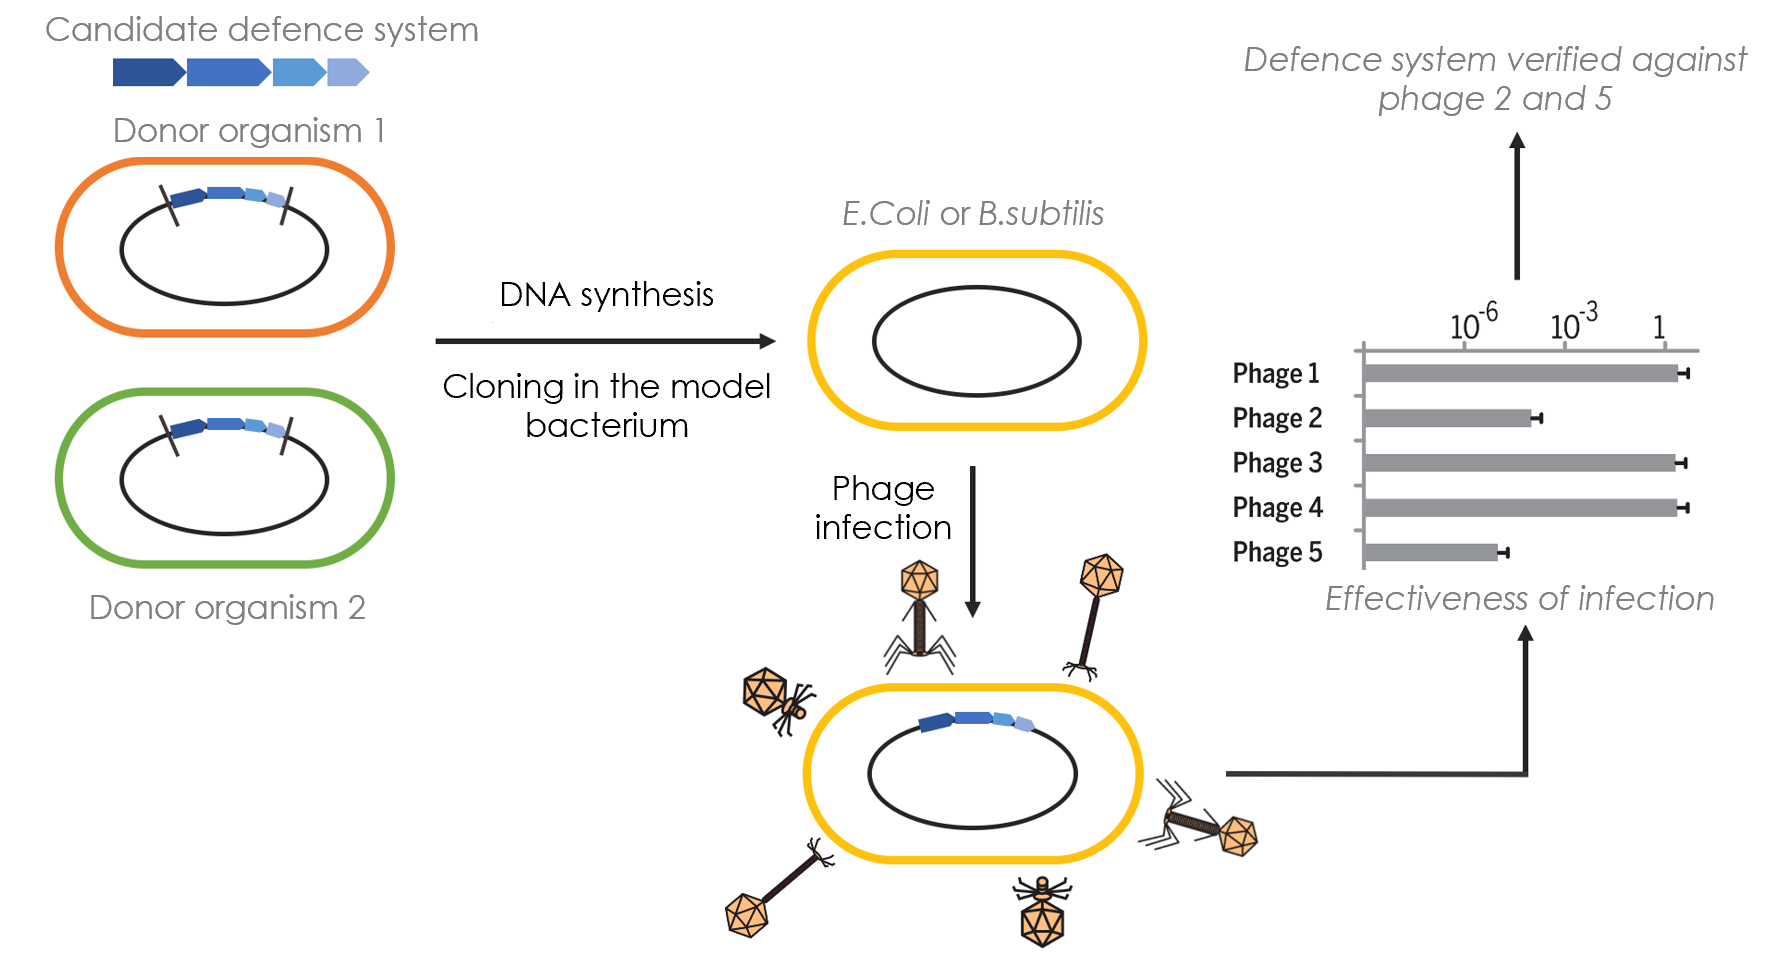 Candidate defence system
Donor organism 1
Donor organism 2
DNA synthesis
Cloning in the model
bacterium
E.Coli or B.subtilis
Phage
infection
Defence system verified against
phage 2 and 5
10-6 10-3 1
Phage 1
Phage 2
Phage 3
Phage 4
Phage 5
Effectiveness of infection